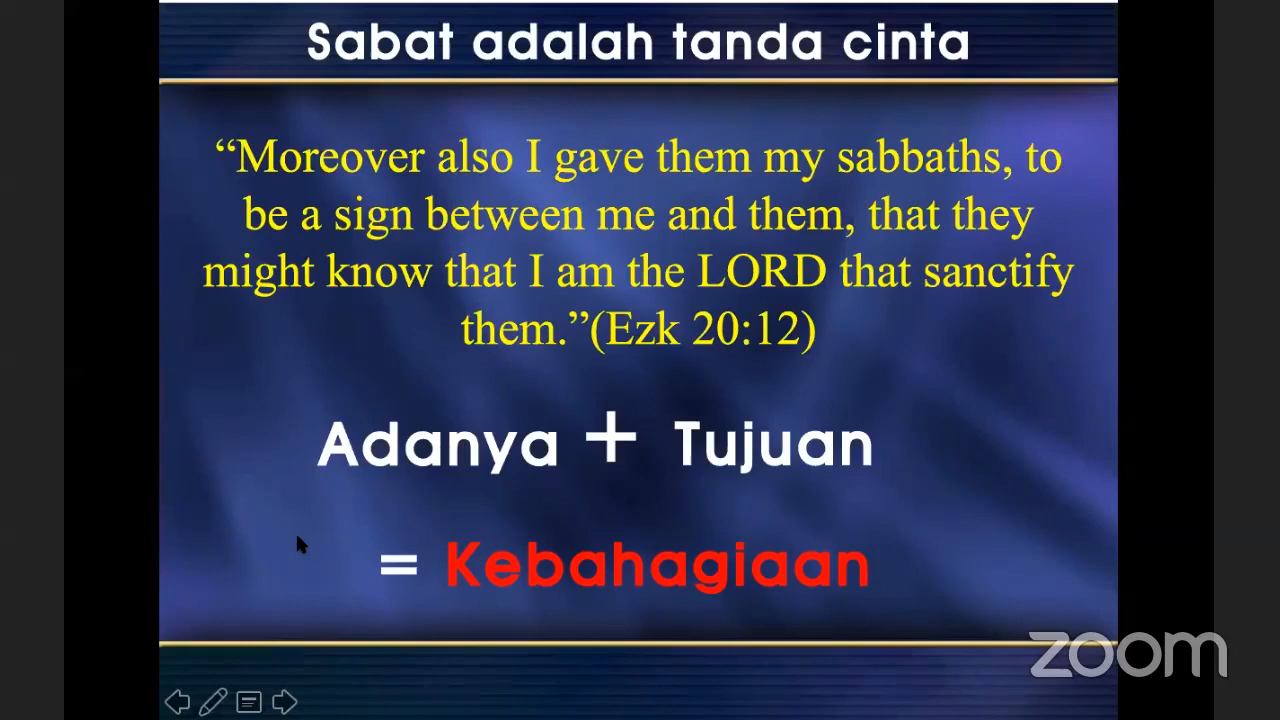 Sabat adalah tanda cinta
“Moreover also I gave them my sabbaths, to
be a sign between me and them, that they
might know that I am the LORD that sanctify
them.”(Ezk 20:12)
Adanya + Tujuan
= Kebahagiaan
zoom